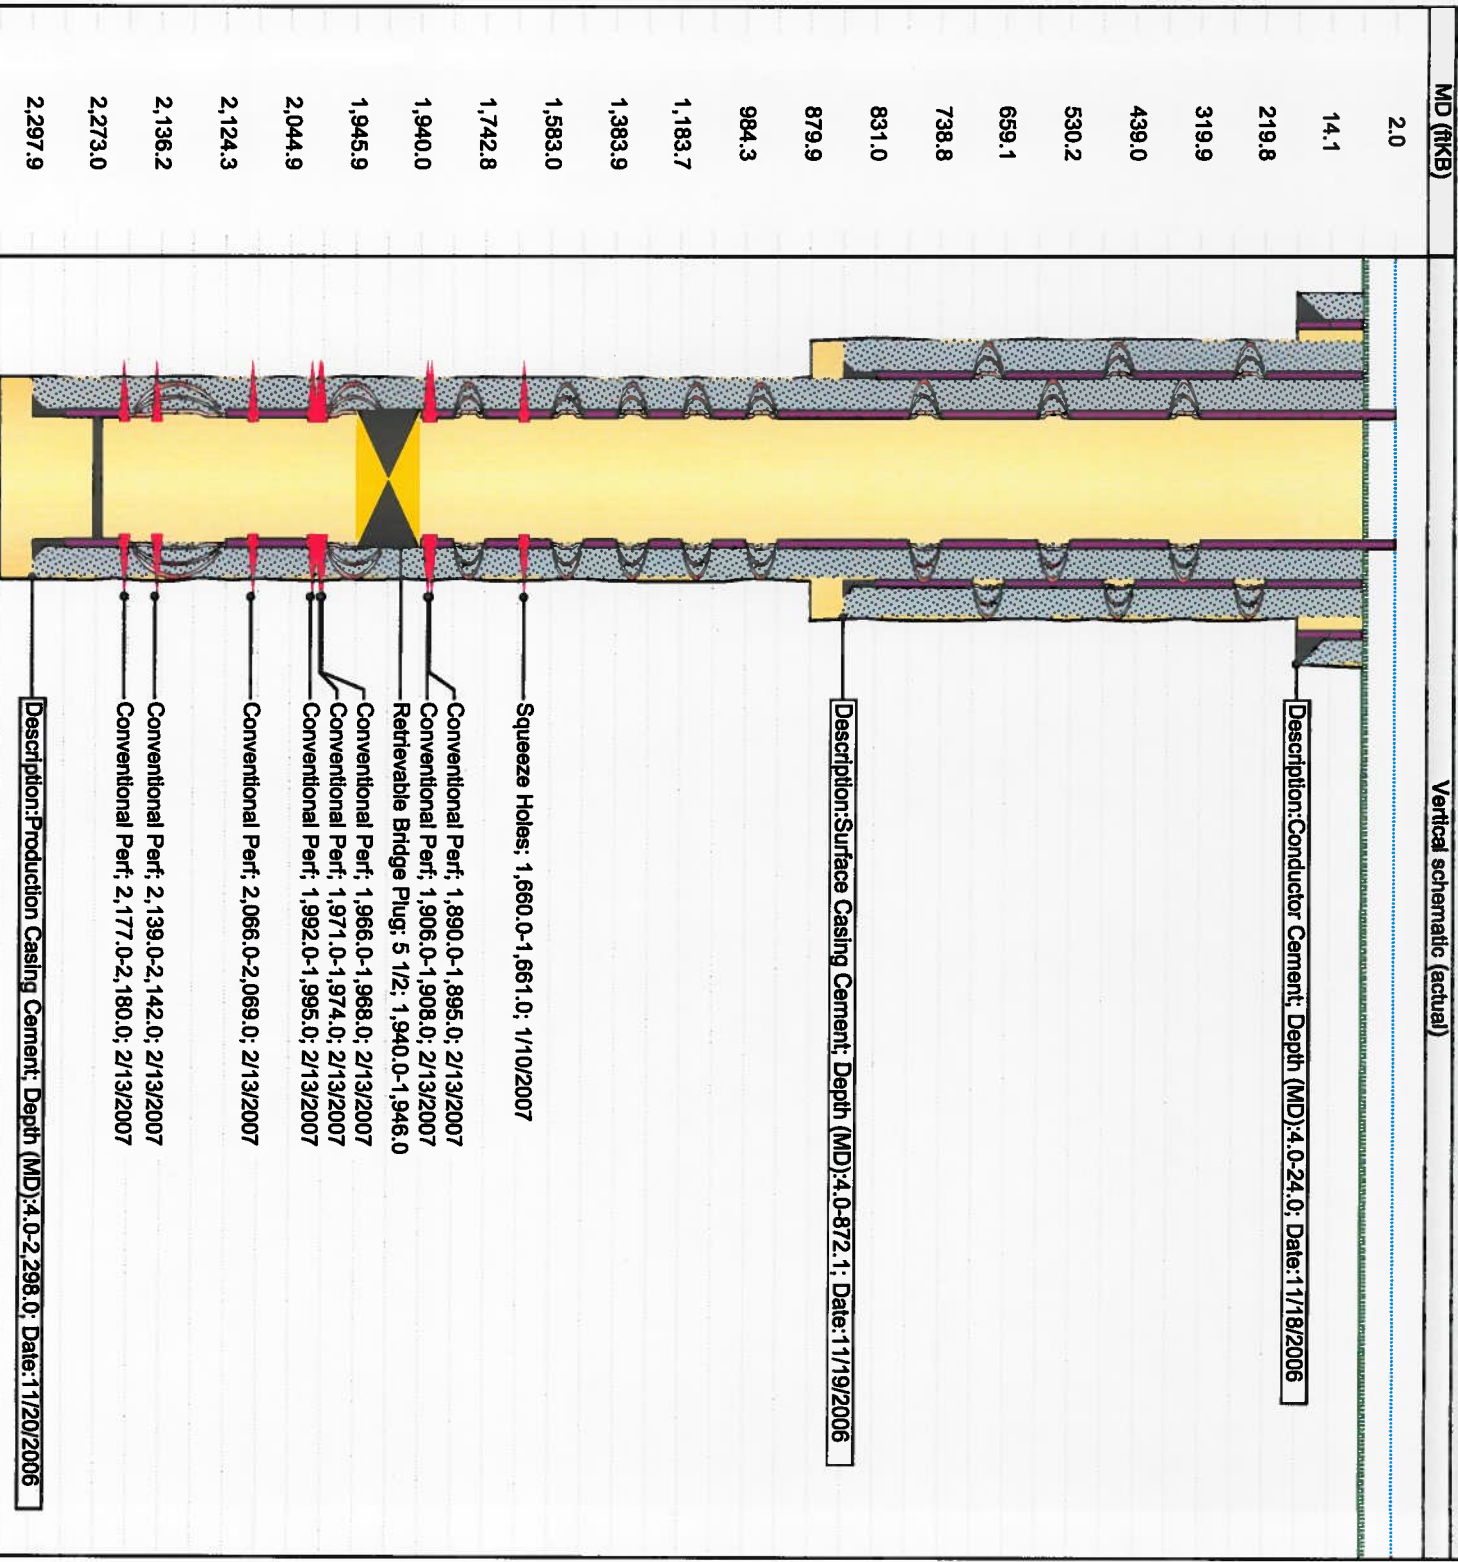 MD (ftKB)
Vertical schematic (actual)
2.0
14.1
219.8
319.9
439.0
530.2
659.1
738.8
831.0
879.9
984.3
1,183.7
1,383.9
1,583.0
1,742.8
1,940.0
1,945.9
2,044.9
2,124.3
2,136.2
2,273.0
2,297.9
Description:Conductor Cement; Depth (MD):4.0-24.0; Date:11/18/2006
Description:Surface Casing Cement; Depth (MD):4.0-872.1; Date:11/19/2006
Squeeze Holes; 1,660.0-1,661.0; 1/10/2007
Conventional Perf; 1,890.0-1,895.0; 2/13/2007
Conventional Perf; 1,906.0-1,908.0; 2/13/2007
Retrievable Bridge Plug; 5 1/2; 1,940.0-1,946.0
Conventional Perf; 1,966.0-1,968.0; 2/13/2007
Conventional Perf; 1,971.0-1,974.0; 2/13/2007
Conventional Perf; 1,992.0-1,995.0; 2/13/2007
Conventional Perf; 2,066.0-2,069.0; 2/13/2007
Conventional Perf; 2,139.0-2,142.0; 2/13/2007
Conventional Perf; 2,177.0-2,180.0; 2/13/2007
Description:Production Casing Cement; Depth (MD):4.0-2,298.0; Date:11/20/2006